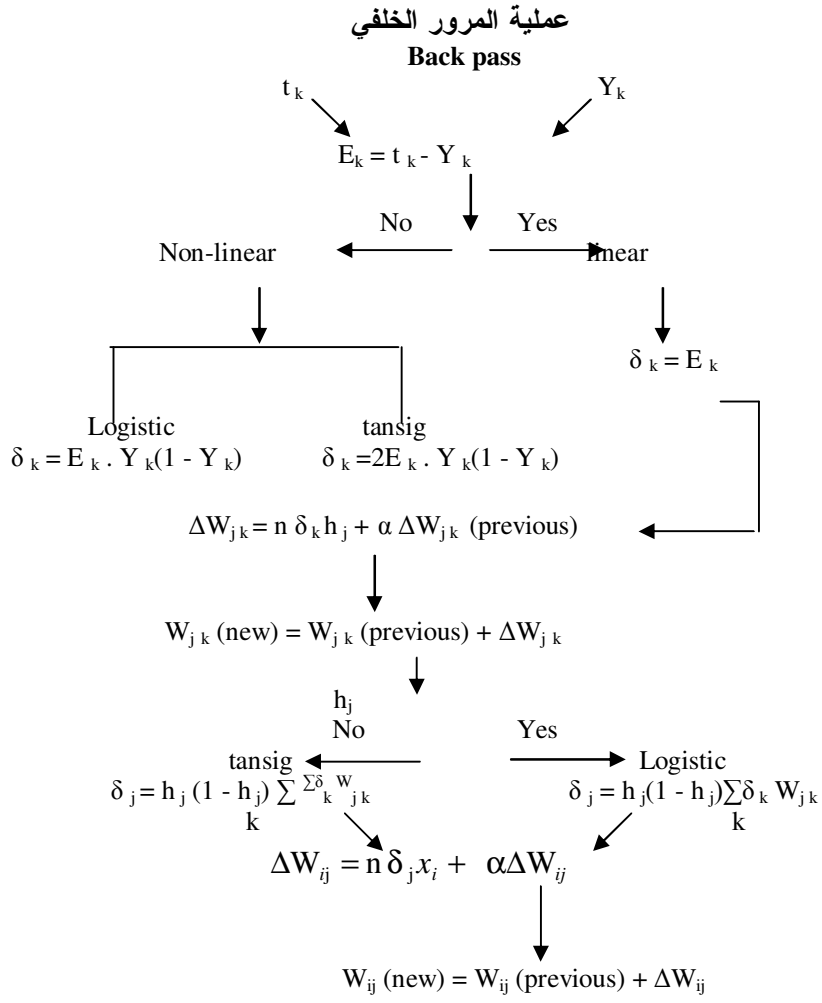 عملية المرور الخلفي
Back pass
t k
Y k
E k = t k - Y k
No Yes
Non-linear
linear
δ k = E k
Logistic
δ k = E k . Y k (1 - Y k)
tansig
δ k =2E k . Y k (1 - Y k)
ΔW j k = n δ k h j + α ΔW j k (previous)
W j k (new) = W j k (previous) + ΔW j k
h j
No Yes
tansig
δ j = h j (1 - h j) ∑ ∑δ k W j k
k
Logistic
δ j = h j (1 - h j)∑δ k W j k
k
ΔW ij = n δ j x i + αΔW ij
W ij (new) = W ij (previous) + ΔW ij